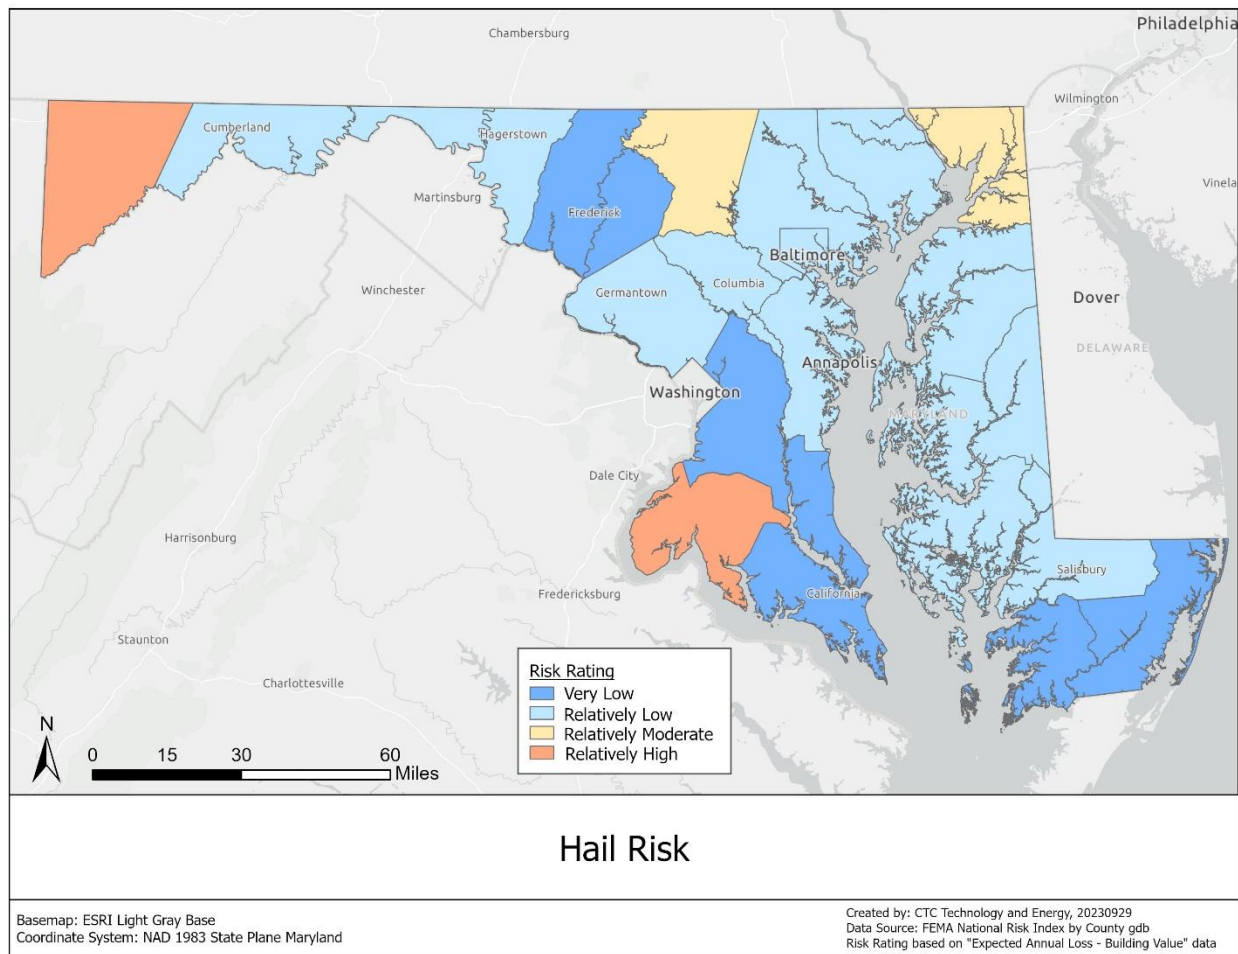 Philadelphia
Chambersburg
Wilmington
Cumberland
Hagerstown
Vinela
Martinsburg
Frederick
Baltimore
Columbia
Winchester
Germantown
Dover
DELAWARE
Annapolis
Washington
MARYLAND
Dale City
Harrisonburg
Salisbury
Fredericksburg
California
Staunton
Charlottesville
Risk Rating
Very Low
Relatively Low
Relatively Moderate
Relatively High
N
0 15 30 60
Miles
Hail Risk
Basemap: ESRI Light Gray Base
Coordinate System: NAD 1983 State Plane Maryland
Created by: CTC Technology and Energy, 20230929
Data Source: FEMA National Risk Index by County gdb
Risk Rating based on "Expected Annual Loss - Building Value" data